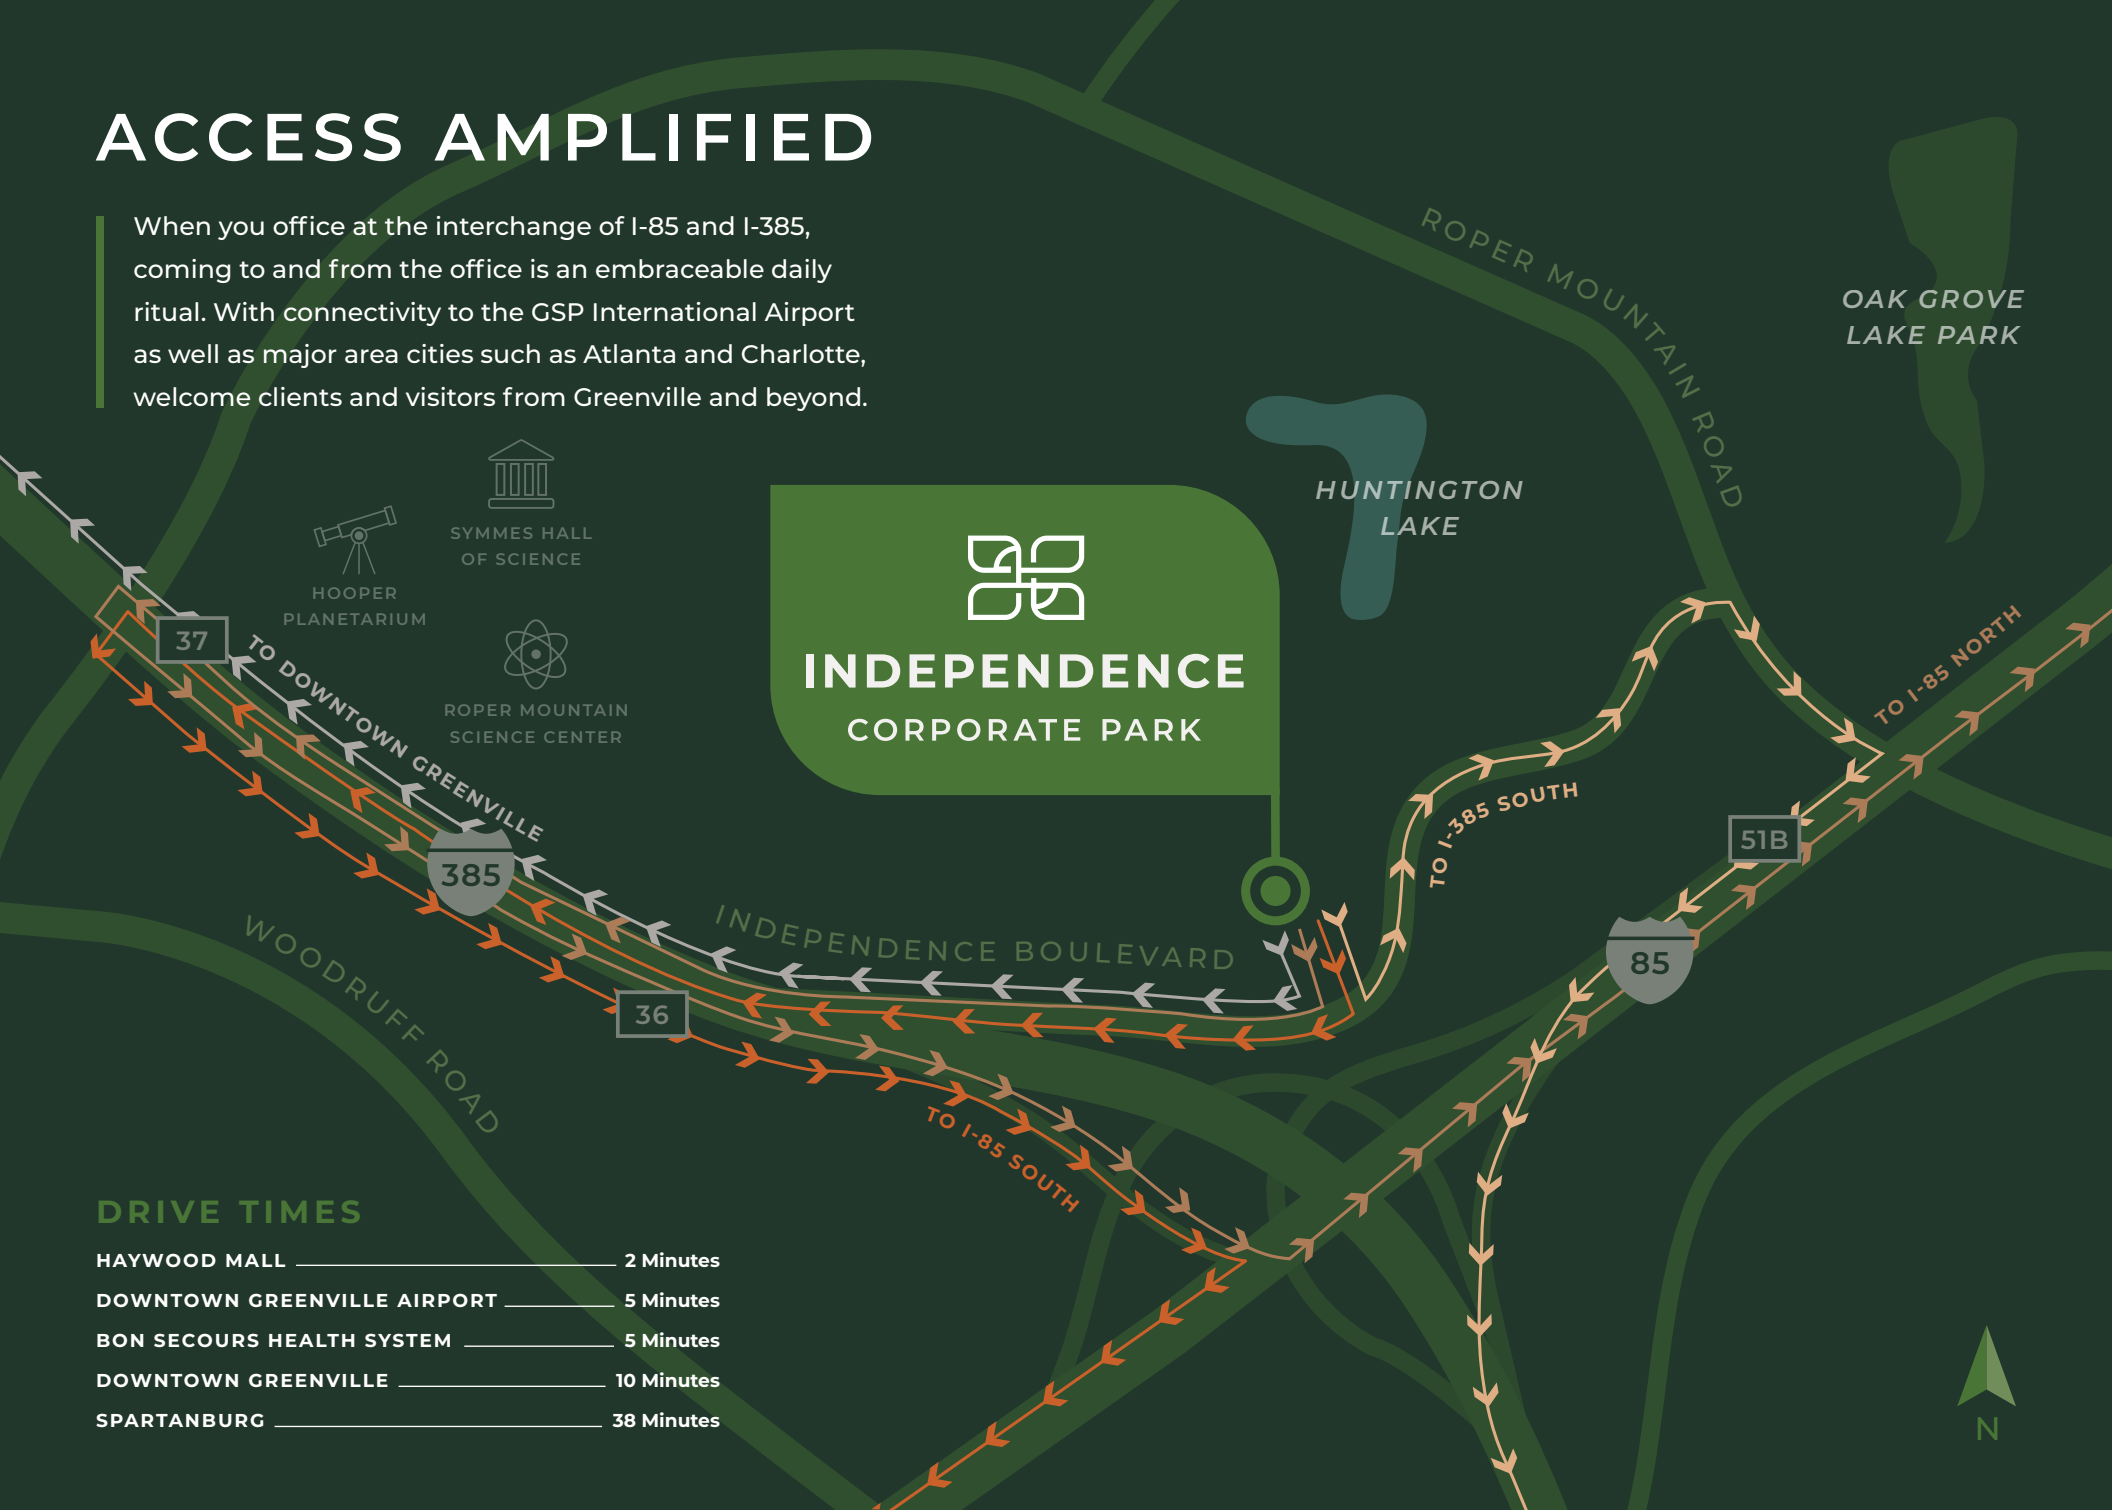 ACCESS AMPLIFIED
When you office at the interchange of I-85 and I-385,
coming to and from the office is an embraceable daily
ritual. With connectivity to the GSP International Airport
as well as major area cities such as Atlanta and Charlotte,
welcome clients and visitors from Greenville and beyond.
ROPER MOUNTAIN ROAD
OAK GROVE
LAKE PARK
HUNTINGTON
LAKE
SYMMES HALL
OF SCIENCE
HOOPER
PLANETARIUM
ROPER MOUNTAIN
SCIENCE CENTER
INDEPENDENCE
CORPORATE PARK
37
TO DOWNTOWN GREENVILLE
385
TO I-85 NORTH
TO I-385 SOUTH
51B
85
INDEPENDENCE BOULEVARD
WOODRUFF ROAD
36
TO I-85 SOUTH
DRIVE TIMES
HAYWOOD MALL 2 Minutes
DOWNTOWN GREENVILLE AIRPORT 5 Minutes
BON SECOURS HEALTH SYSTEM 5 Minutes
DOWNTOWN GREENVILLE 10 Minutes
SPARTANBURG 38 Minutes
N